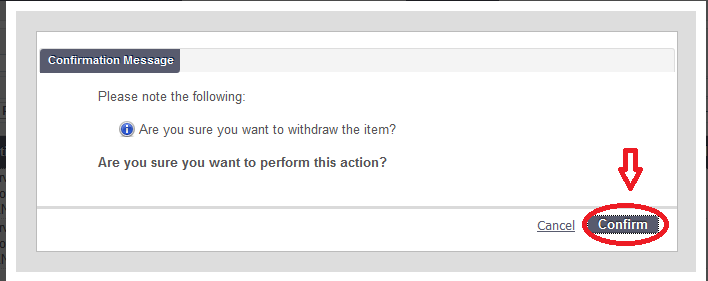 Confirmation Message
Please note the following:
Are you sure you want to withdraw the item?
Are you sure you want to perform this action?
Cancel Confirm